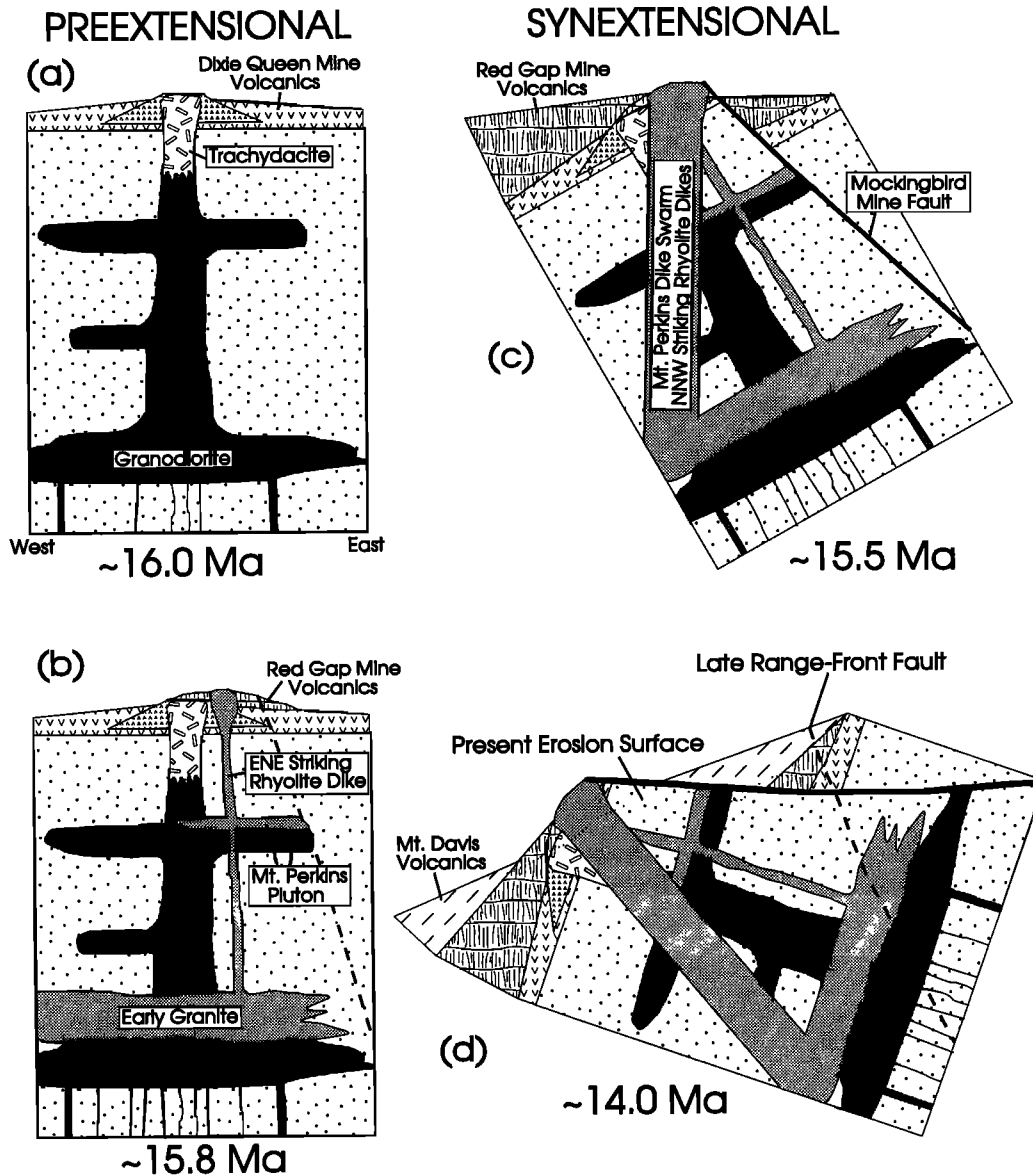 PREEXTENSIONAL
(a)
Dixie Queen Mine
Volcanics
Trachydacite
Granodiorite
West
East
~16.0 Ma
SYNEXTENSIONAL
Red Gap Mine
Volcanics
Mt. Perkins Dike Swarm
NNW Striking Rhyolite Dikes
Mockingbird
Mine Fault
(c)
~15.5 Ma
(b)
Red Gap Mine
Volcanics
ENE Striking
Rhyolite Dike
Mt. Perkins
Pluton
Early Granite
~15.8 Ma
Late Range-Front Fault
Present Erosion Surface
Mt. Davis
Volcanics
(d)
~14.0 Ma